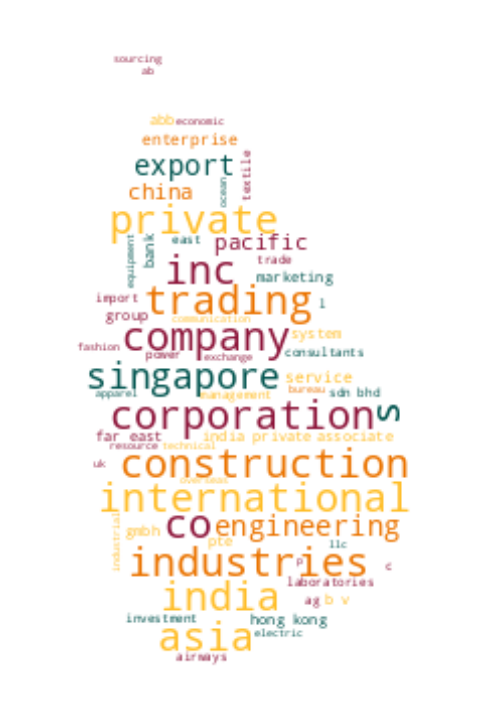 sourcing
ab
abb economic
enterprise
export textile
ocean
china
private
equipment bank east pacific
trade
inc marketing
import trading l
group communication
company system
fashion power exchange consultants
singapore service
bureau
apparel management sdn bhd
corporation s
far east india private associate
resource technical
uk construction
overseas
international
industrial co engineering
gmbh pte
llc
industries p c
laboratories
india ag b v
investment hong kong
asia electric
airways